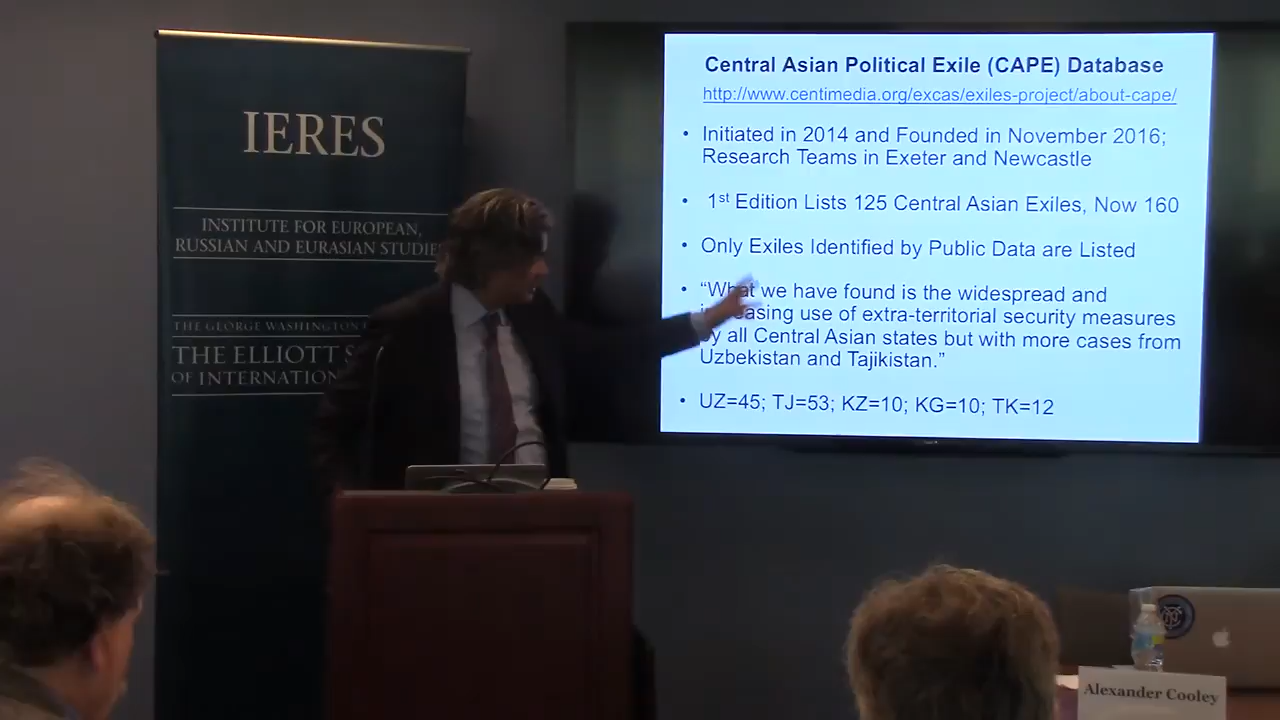 IERES
INSTITUTE FOR EUROPEAN,
RUSSIAN AND EURASIAN STUDIE
THE GEORGE WASHINGTON
THE ELLIOTT S
OF INTERNATION
Central Asian Political Exile (CAPE) Database
http://www.centimedia.org/excas/exiles-project/about-cape/
• Initiated in 2014 and Founded in November 2016;
Research Teams in Exeter and Newcastle
• 1st Edition Lists 125 Central Asian Exiles, Now 160
• Only Exiles Identified by Public Data are Listed
• “What we have found is the widespread and
increasing use of extra-territorial security measures
by all Central Asian states but with more cases from
Uzbekistan and Tajikistan.”
• UZ=45; TJ=53; KZ=10; KG=10; TK=12
Alexander Cooley